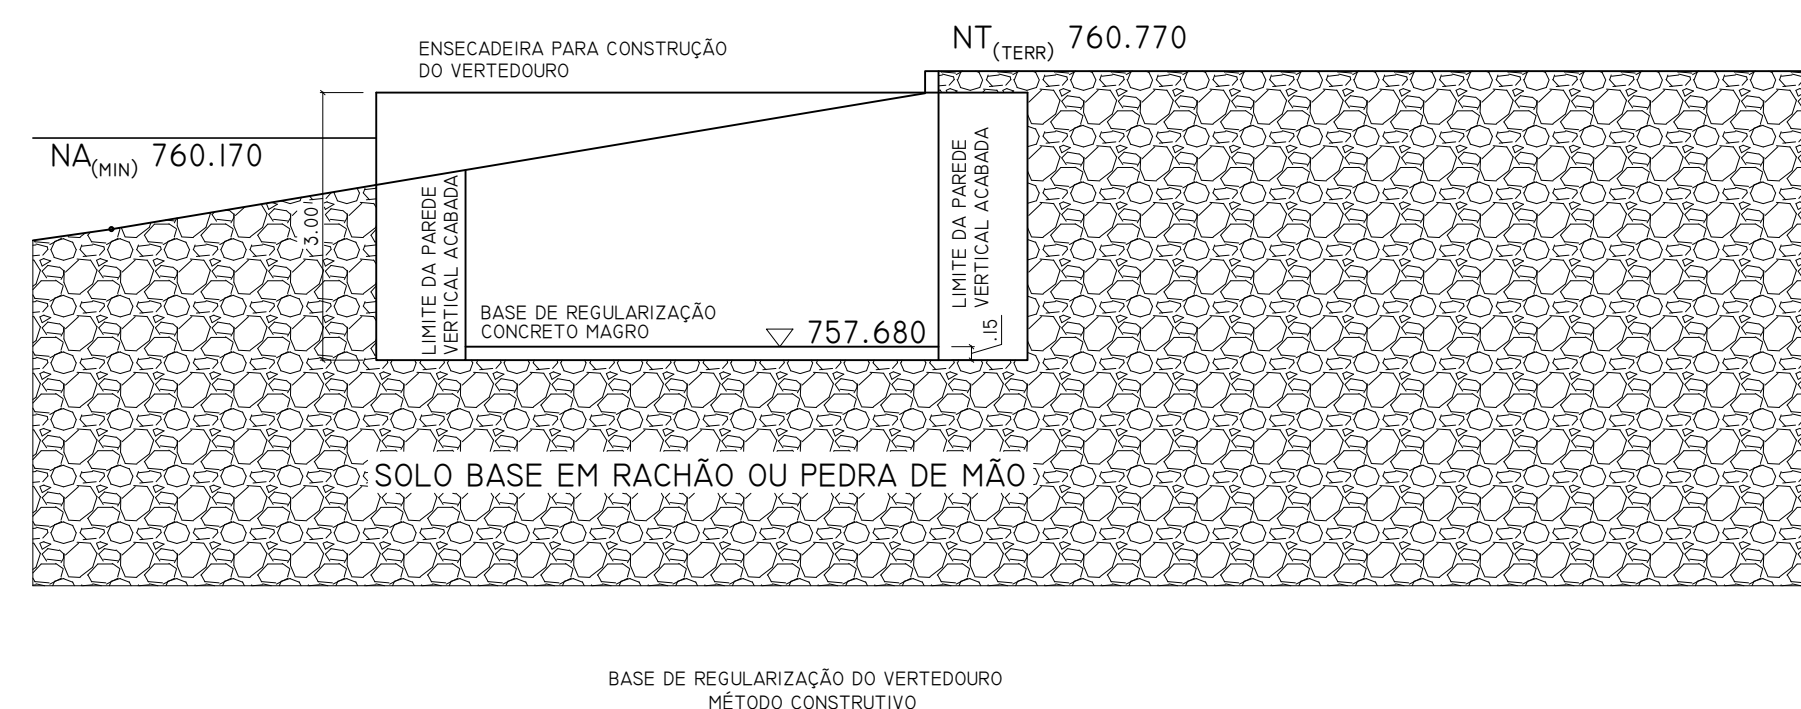 ENSECADEIRA PARA CONSTRUÇÃO
DO VERTEDOURO
NT(TERR) 760.770
NA(MIN) 760.170
3.00
LIMITE DA PAREDE
VERTICAL ACABADA
LIMITE DA PAREDE
VERTICAL ACABADA
BASE DE REGULARIZAÇÃO
CONCRETO MAGRO
757.680
.15
SOLO BASE EM RACHÃO OU PEDRA DE MÃO
BASE DE REGULARIZAÇÃO DO VERTEDOURO
MÉTODO CONSTRUTIVO